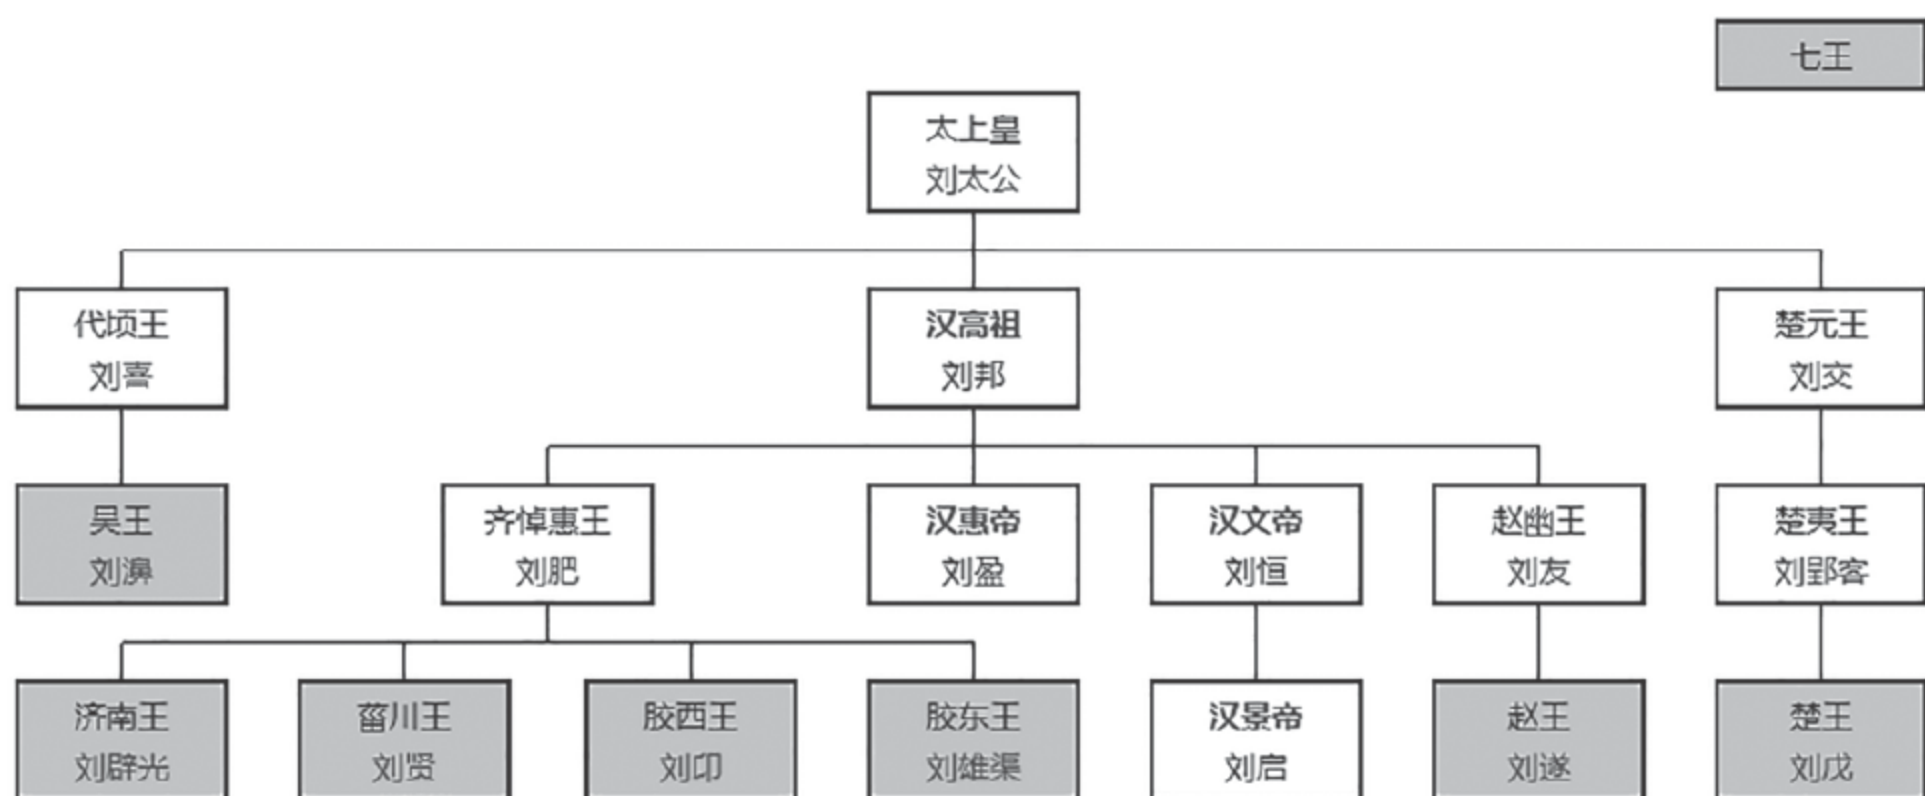 七王
太上皇
刘太公
代顷王
刘喜
汉高祖
刘邦
楚元王
刘交
吴王
刘濞
齐悼惠王
刘肥
汉惠帝
刘盈
汉文帝
刘恒
赵幽王
刘友
楚夷王
刘郢客
济南王
刘辟光
菑川王
刘贤
胶西王
刘卬
胶东王
刘雄渠
汉景帝
刘启
赵王
刘遂
楚王
刘戊